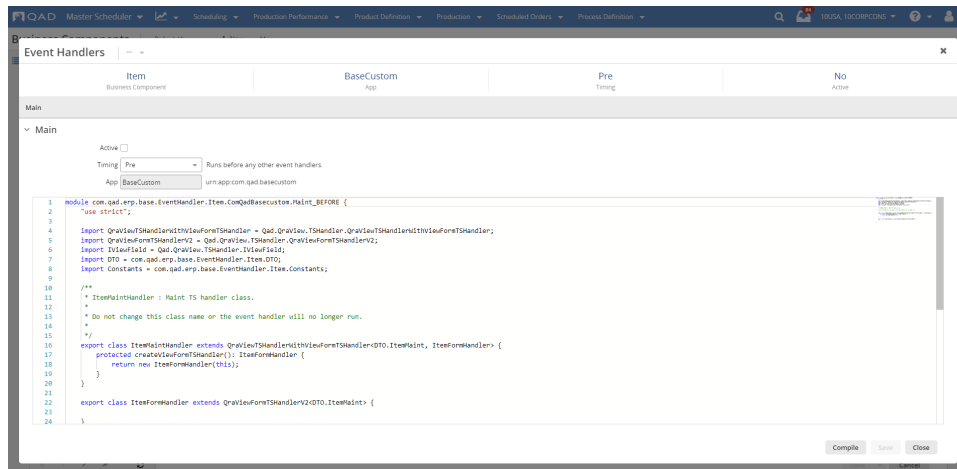 QAD Master Scheduler Scheduling Production Performance Product Definition Production Scheduled Orders Process Definition 10USA, 10CORPCONS
Event Handlers
Item BaseCustom Pre No
Business Component App Timing Active
Main
Main
Active
Timing Pre Runs before any other event handlers.
App BaseCustom urn:app:com.qad.basecustom
1 module com.qad.erp.base.EventHandler.Item.ComQadBasecustom.Maint_BEFORE {
2 "use strict";
3
4 import QraViewTSHandlerWithViewFormTSHandler = Qad.QraView.TSHandler.QraViewTSHandlerWithViewFormTSHandler;
5 import QraViewFormTSHandlerV2 = Qad.QraView.TSHandler.QraViewFormTSHandlerV2;
6 import IViewField = Qad.QraView.TSHandler.IViewField;
7 import DTO = com.qad.erp.base.EventHandler.Item.DTO;
8 import Constants = com.qad.erp.base.EventHandler.Item.Constants;
9
10 /**
11 * ItemMaintHandler : Maint TS handler class.
12 *
13 * Do not change this class name or the event handler will no longer run.
14 *
15 */
16 export class ItemMaintHandler extends QraViewTSHandlerWithViewFormTSHandler<DTO.ItemMaint, ItemFormHandler> {
17 protected createViewFormTSHandler(): ItemFormHandler {
18 return new ItemFormHandler(this);
19 }
20 }
21
22 export class ItemFormHandler extends QraViewFormTSHandlerV2<DTO.ItemMaint> {
23
24 }
Compile Save Close
Cancel